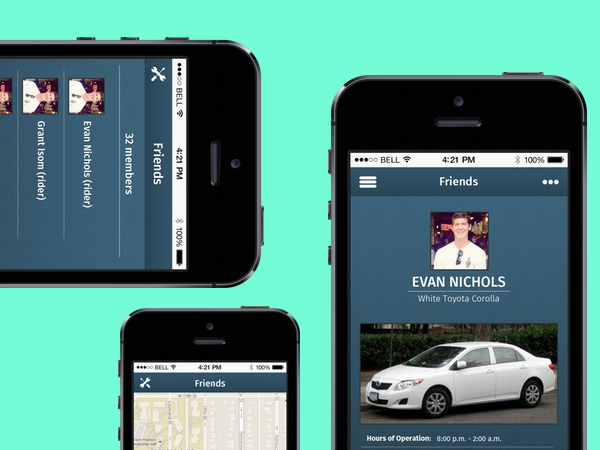 BELL 4:21 PM 100%
Friends
32 members
Evan Nichols (rider)
Grant Isom (rider)
BELL 4:21 PM 100%
Friends
EVAN NICHOLS
White Toyota Corolla
Hours of Operation: 8:00 p.m. - 2:00 a.m.
BELL 4:21 PM 100%
Friends